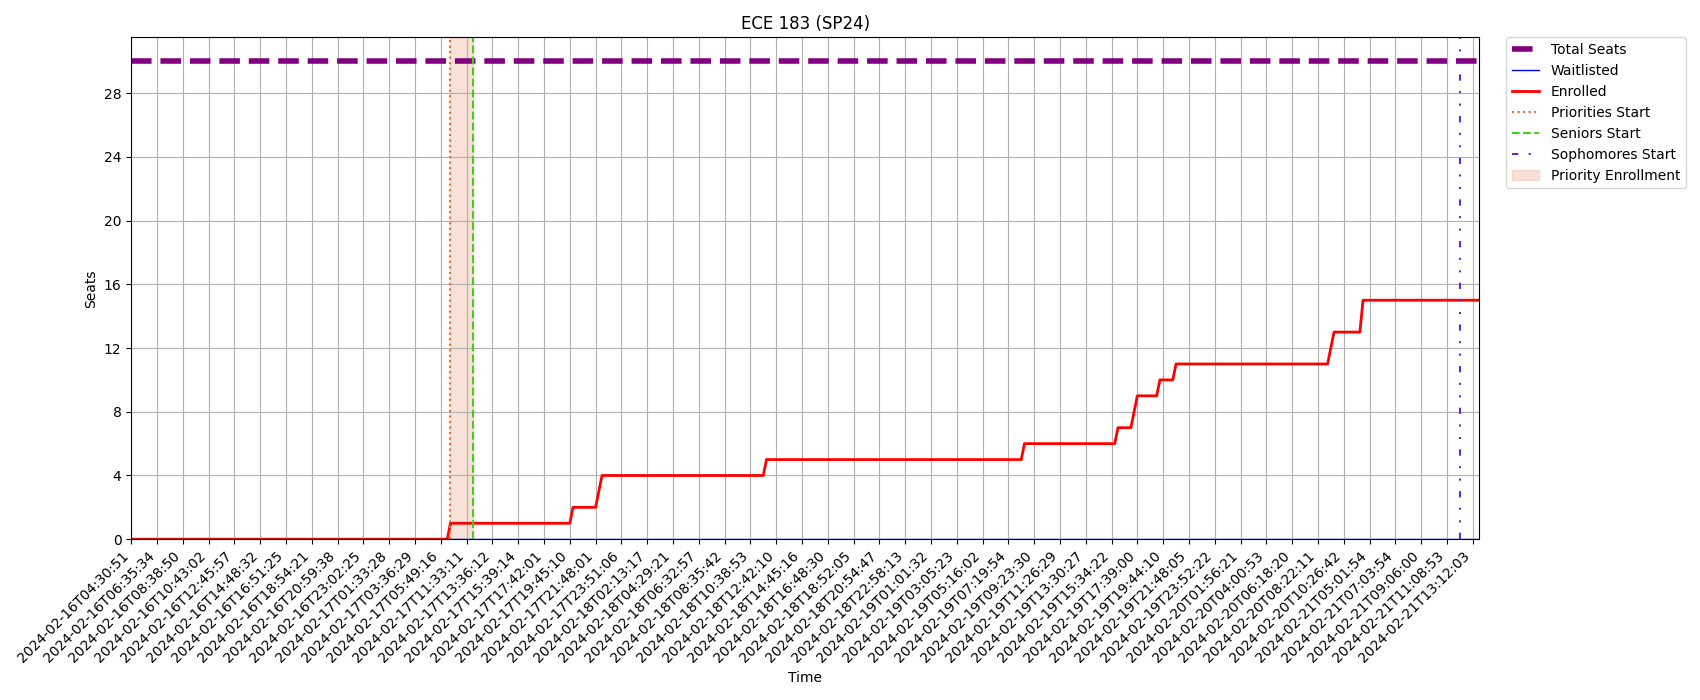 ECE 183 (SP24)
Total Seats
Waitlisted
Enrolled
Priorities Start
Seniors Start
Sophomores Start
Priority Enrollment
Seats
28
24
20
16
12
8
4
0
2024-02-16T04:30:51
2024-02-16T06:35:34
2024-02-16T08:38:50
2024-02-16T10:43:02
2024-02-16T12:45:57
2024-02-16T14:48:32
2024-02-16T16:51:25
2024-02-16T18:54:21
2024-02-16T20:59:38
2024-02-16T23:02:25
2024-02-17T01:33:28
2024-02-17T03:36:29
2024-02-17T05:49:16
2024-02-17T11:33:11
2024-02-17T13:36:12
2024-02-17T15:39:14
2024-02-17T17:42:01
2024-02-17T19:45:10
2024-02-17T21:48:01
2024-02-17T23:51:06
2024-02-18T02:13:17
2024-02-18T04:29:21
2024-02-18T06:32:57
2024-02-18T08:35:42
2024-02-18T10:38:53
2024-02-18T12:42:10
2024-02-18T14:45:16
2024-02-18T16:48:30
2024-02-18T18:52:05
2024-02-18T20:54:47
2024-02-18T22:58:13
2024-02-19T01:01:32
2024-02-19T03:05:23
2024-02-19T05:16:02
2024-02-19T07:19:54
2024-02-19T09:23:30
2024-02-19T11:26:29
2024-02-19T13:30:27
2024-02-19T15:34:22
2024-02-19T17:39:00
2024-02-19T19:44:10
2024-02-19T21:48:05
2024-02-19T23:52:22
2024-02-20T01:56:21
2024-02-20T04:00:53
2024-02-20T06:18:20
2024-02-20T08:22:11
2024-02-20T10:26:42
2024-02-21T05:01:54
2024-02-21T07:03:54
2024-02-21T09:06:00
2024-02-21T11:08:53
2024-02-21T13:12:03
Time